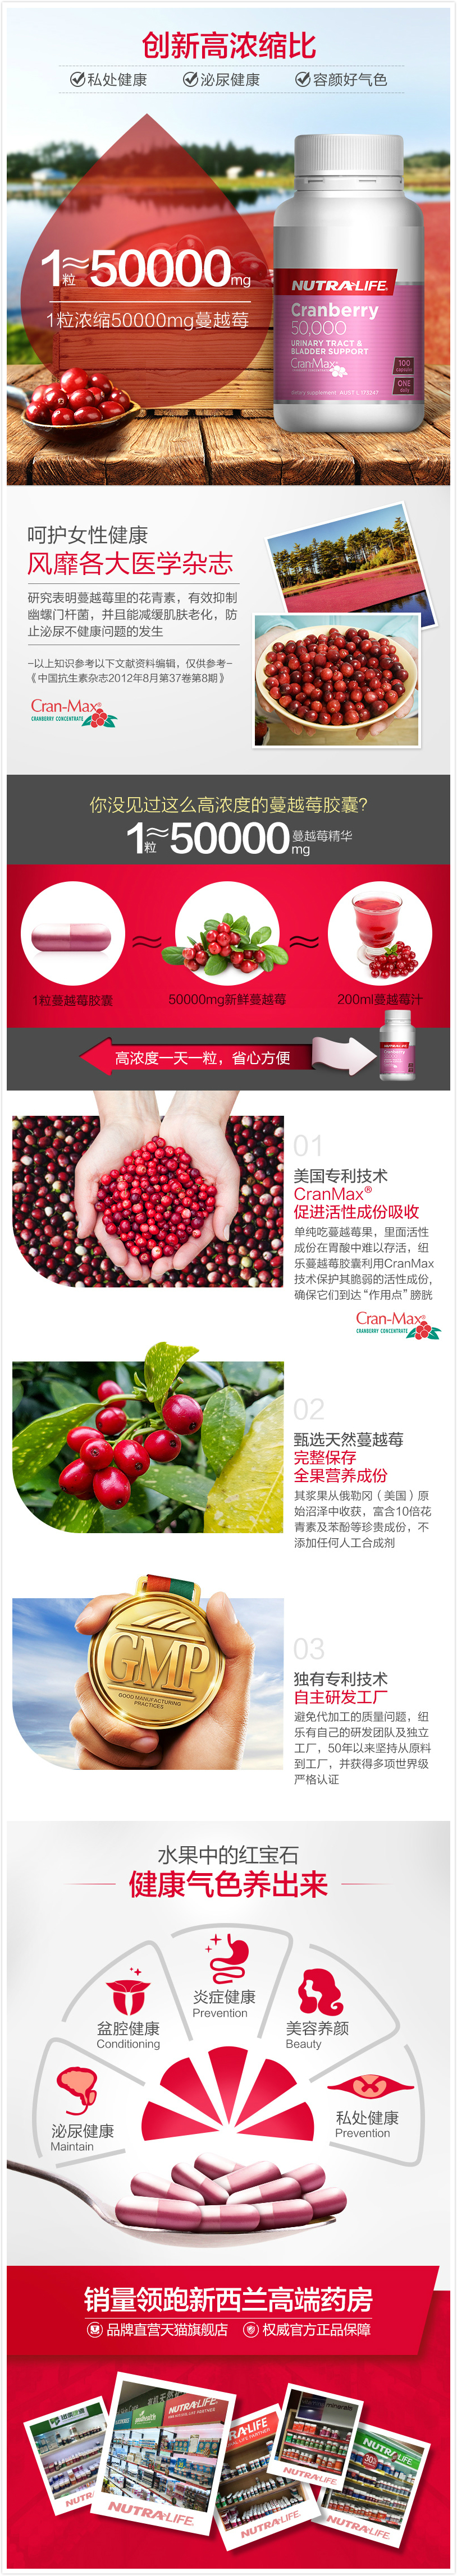 创新高浓缩比
私处健康 泌尿健康 容颜好气色
1粒≈50000mg
1粒浓缩50000mg蔓越莓
NUTRA-LIFE.
Cranberry
50,000
URINARY TRACT &
BLADDER SUPPORT
Cran-Max
100
CAPSULES
ONE
Dietary supplement AUST L 173247
呵护女性健康
风靡各大医学杂志
研究表明蔓越莓里的花青素，有效抑制
幽螺门杆菌，并且能减缓肌肤老化，防
止泌尿不健康问题的发生
-以上知识参考以下文献资料编辑，仅供参考-
《中国抗生素杂志2012年8月第37卷第8期》
Cran-Max®
CRANBERRY CONCENTRATE
你没见过这么高浓度的蔓越莓胶囊?
1粒≈50000mg蔓越莓精华
1粒蔓越莓胶囊 50000mg新鲜蔓越莓 200ml蔓越莓汁
高浓度一天一粒，省心方便
NUTRA-LIFE
Cranberry
01
美国专利技术
CranMax®
促进活性成份吸收
单纯吃蔓越莓果，里面活性
成份在胃酸中难以存活，纽
乐蔓越莓胶囊利用CranMax
技术保护其脆弱的活性成份,
确保它们到达“作用点”膀胱
Cran-Max®
CRANBERRY CONCENTRATE
02
甄选天然蔓越莓
完整保存
全果营养成份
其浆果从俄勒冈（美国）原
始沼泽中收获，富含10倍花
青素及苯酚等珍贵成份，不
添加任何人工合成剂
GMP
GOOD MANUFACTURING
PRACTICES
03
独有专利技术
自主研发工厂
避免代加工的质量问题，纽
乐有自己的研发团队及独立
工厂，50年以来坚持从原料
到工厂，并获得多项世界级
严格认证
水果中的红宝石
健康气色养出来
炎症健康
Prevention
盆腔健康
Conditioning
美容养颜
Beauty
泌尿健康
Maintain
私处健康
Prevention
销量领跑新西兰高端药房
品牌直营天猫旗舰店 权威官方正品保障
NUTRA-LIFE
NUTRA-LIFE
NUTRA-LIFE
NUTRA-LIFE
NUTRA-LIFE
30%
NUTRA-LIFE.
NUTRA-LIFE
NUTRA-LIFE